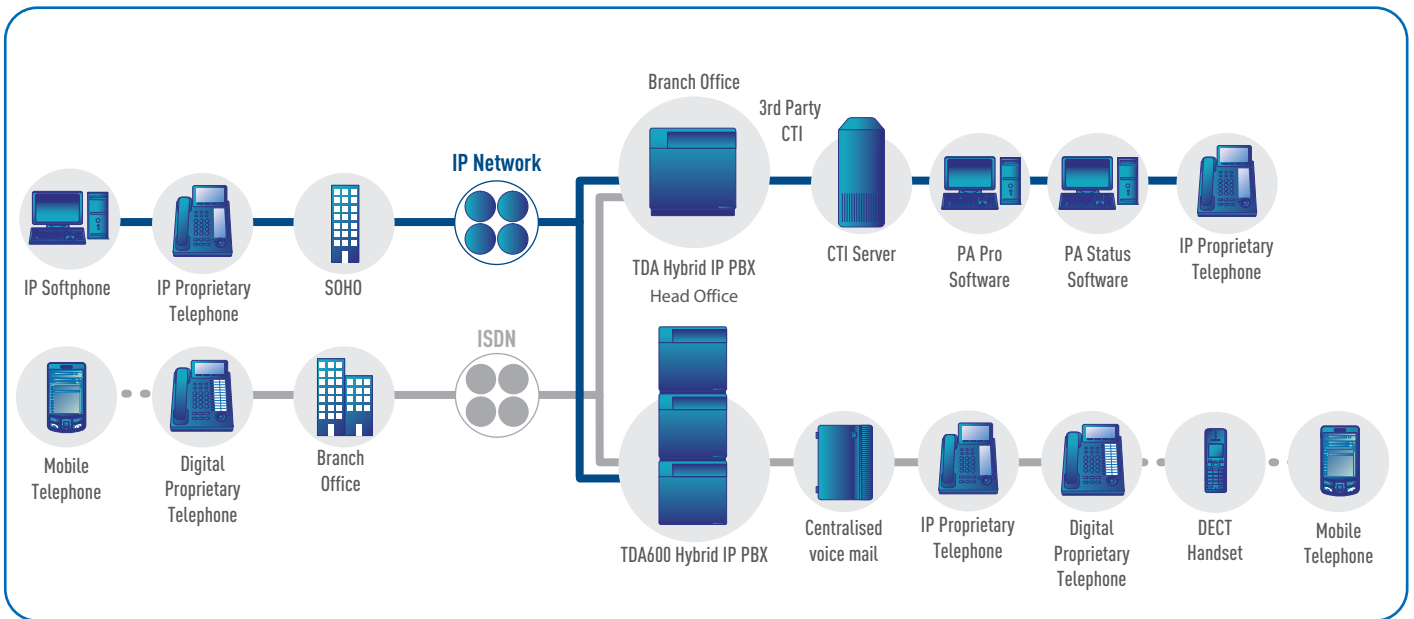 Branch Office
3rd Party
CTI
IP Network
IP Softphone
IP Proprietary
Telephone
SOHO
TDA Hybrid IP PBX
CTI Server
PA Pro
Software
PA Status
Software
IP Proprietary
Telephone
Head Office
ISDN
Mobile
Telephone
Digital
Proprietary
Telephone
Branch
Office
TDA600 Hybrid IP PBX
Centralised
voice mail
IP Proprietary
Telephone
Digital
Proprietary
Telephone
DECT
Handset
Mobile
Telephone